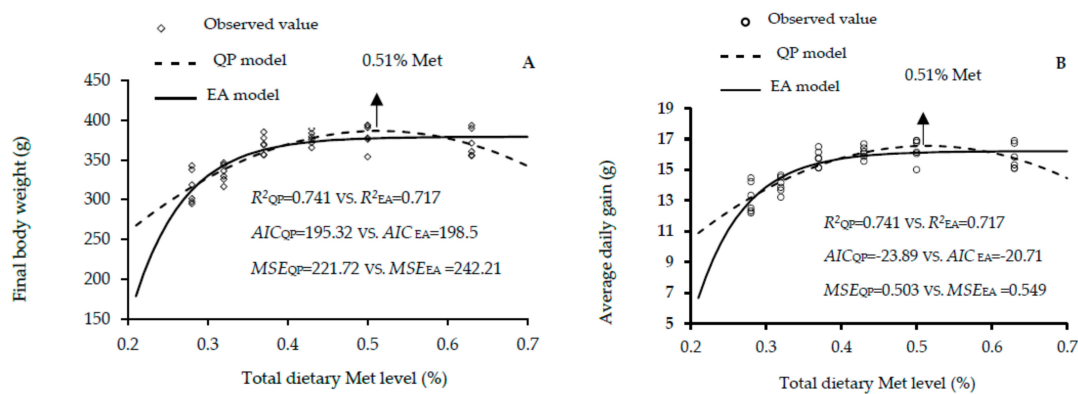 Observed value
QP model
0.51% Met
A
EA model
Final body weight (g)
450
400
350
300
250
200
150
R²QP=0.741 VS. R²EA=0.717
AICQP=195.32 VS. AIC EA=198.5
MSEQP=221.72 VS. MSEEA =242.21
0.2 0.3 0.4 0.5 0.6 0.7
Total dietary Met level (%)
Observed value
QP model
B
0.51% Met
EA model
Average daily gain (g)
19
17
15
13
11
9
7
5
R²QP=0.741 VS. R²EA=0.717
AICQP=-23.89 VS. AIC EA=-20.71
MSEQP=0.503 VS. MSEEA =0.549
0.2 0.3 0.4 0.5 0.6 0.7
Total dietary Met level (%)